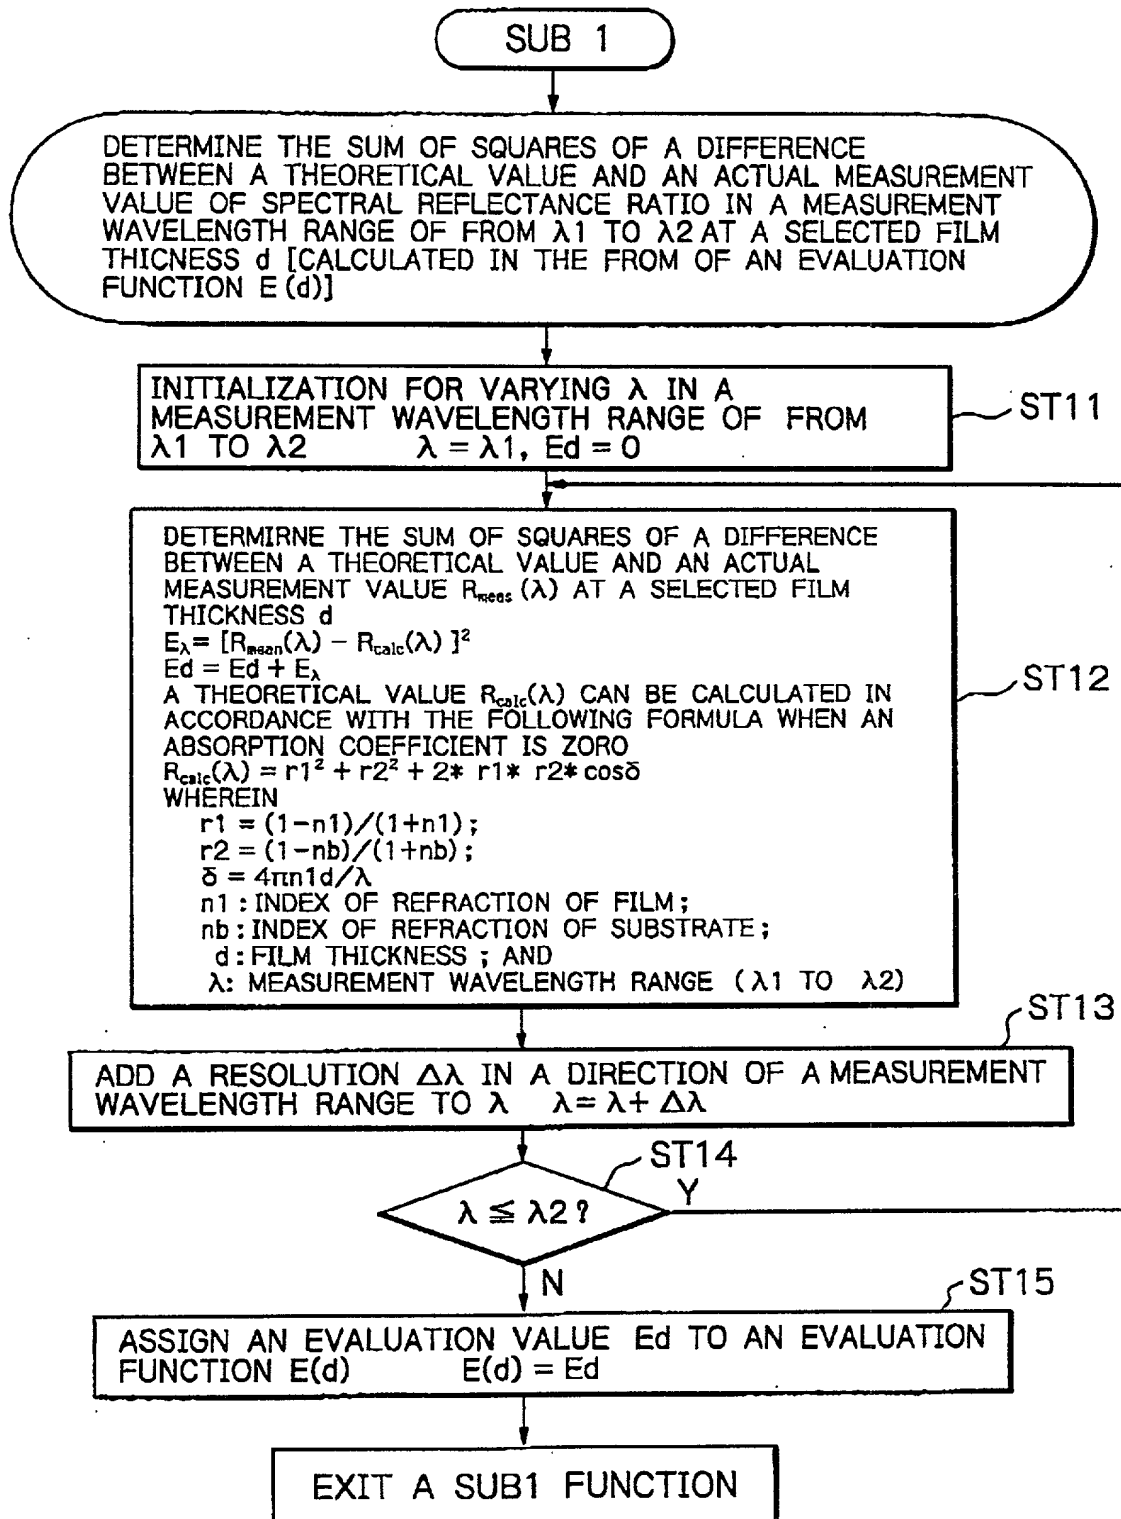 SUB 1
DETERMINE THE SUM OF SQUARES OF A DIFFERENCE
BETWEEN A THEORETICAL VALUE AND AN ACTUAL MEASUREMENT
VALUE OF SPECTRAL REFLECTANCE RATIO IN A MEASUREMENT
WAVELENGTH RANGE OF FROM λ1 TO λ2 AT A SELECTED FILM
THICNESS d [CALCULATED IN THE FROM OF AN EVALUATION
FUNCTION E (d)]
INITIALIZATION FOR VARYING λ IN A
MEASUREMENT WAVELENGTH RANGE OF FROM
λ1 TO λ2 λ = λ1, Ed = 0
ST11
DETERMIRNE THE SUM OF SQUARES OF A DIFFERENCE
BETWEEN A THEORETICAL VALUE AND AN ACTUAL
MEASUREMENT VALUE Rmeas (λ) AT A SELECTED FILM
THICKNESS d
Eλ = [Rmean(λ) − Rcalc(λ) ]²
Ed = Ed + Eλ
A THEORETICAL VALUE Rcalc(λ) CAN BE CALCULATED IN
ACCORDANCE WITH THE FOLLOWING FORMULA WHEN AN
ABSORPTION COEFFICIENT IS ZORO
Rcalc(λ) = r1² + r2² + 2* r1* r2* cosδ
WHEREIN
r1 = (1−n1)/(1+n1) ;
r2 = (1−nb)/(1+nb) ;
δ = 4πn1d/λ
n1 : INDEX OF REFRACTION OF FILM ;
nb : INDEX OF REFRACTION OF SUBSTRATE ;
d : FILM THICKNESS ; AND
λ: MEASUREMENT WAVELENGTH RANGE (λ1 TO λ2)
ST12
ST13
ADD A RESOLUTION Δλ IN A DIRECTION OF A MEASUREMENT
WAVELENGTH RANGE TO λ λ = λ + Δλ
ST14
λ ≦ λ2 ?
Y
N
ST15
ASSIGN AN EVALUATION VALUE Ed TO AN EVALUATION
FUNCTION E(d) E(d) = Ed
EXIT A SUB1 FUNCTION